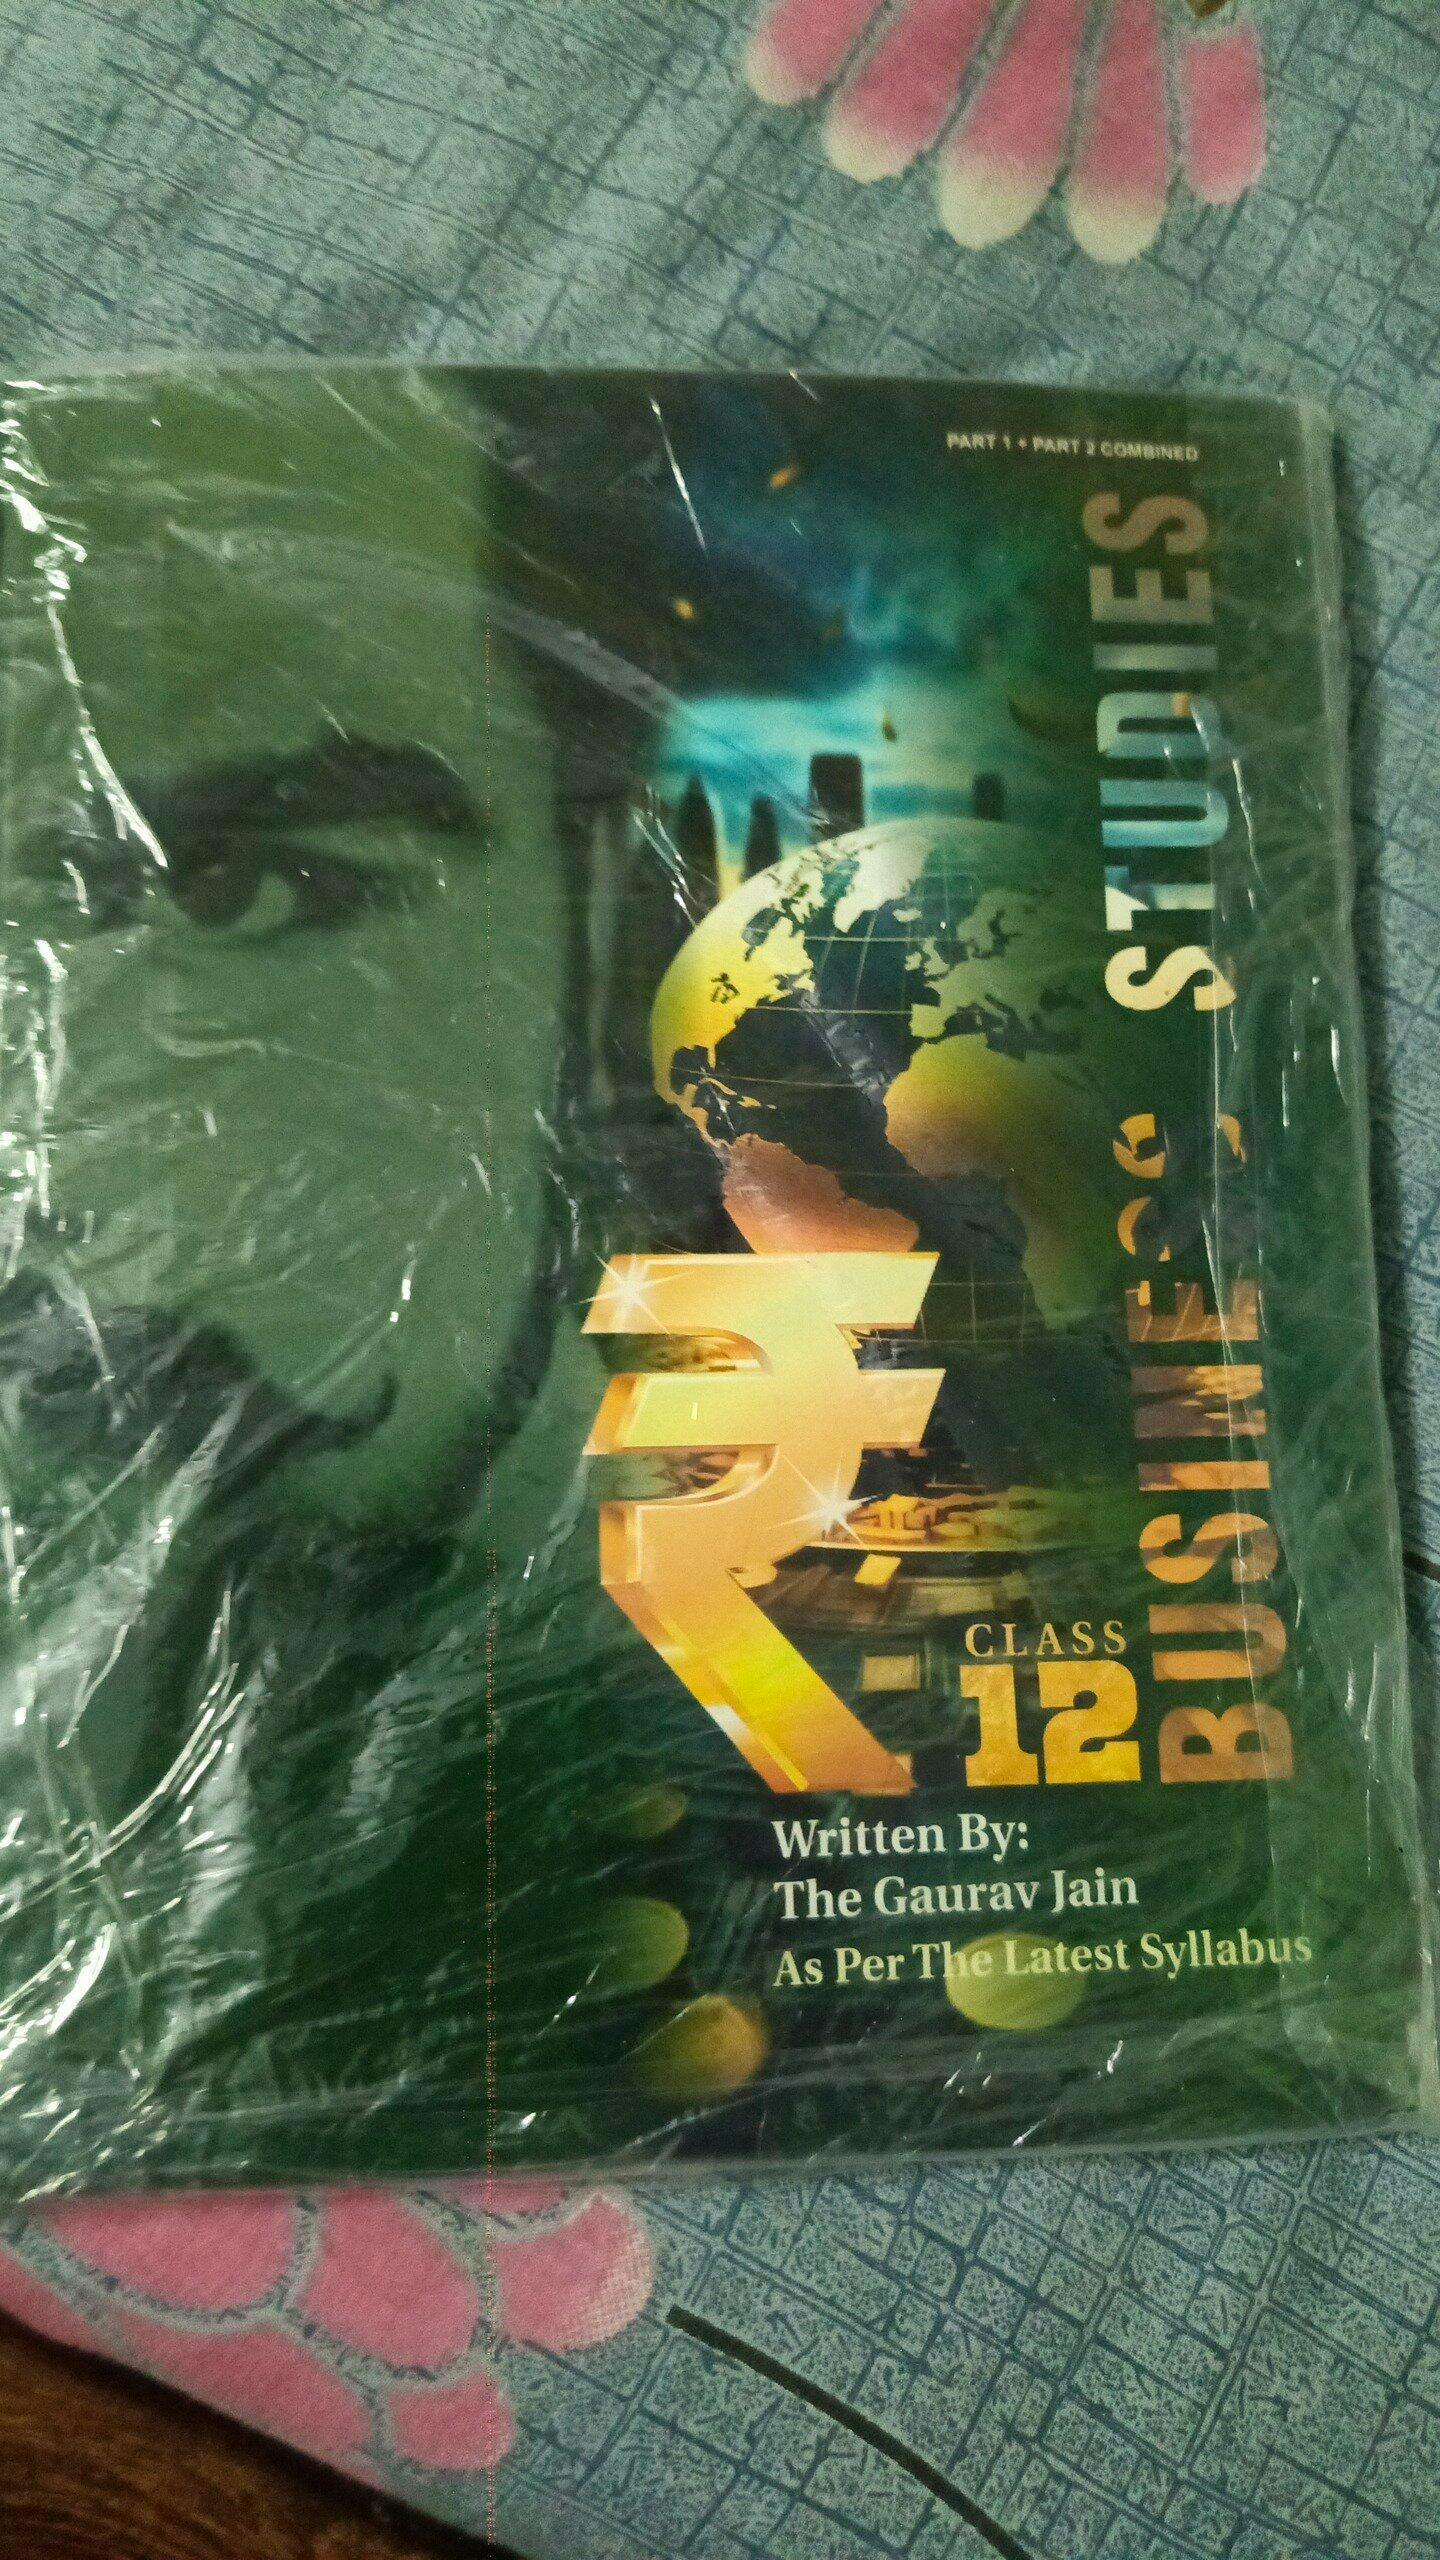 PART 1 + PART 2 COMBINED
BUSINESS STUDIES
CLASS
12
Written By:
The Gaurav Jain
As Per The Latest Syllabus